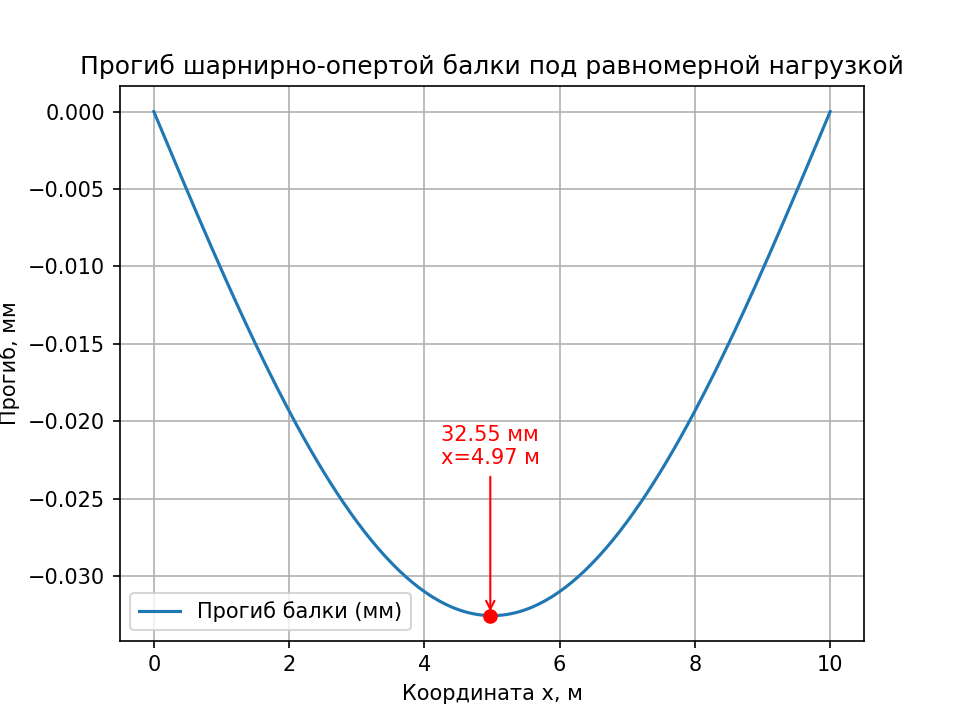 Прогиб шарнирно-опертой балки под равномерной нагрузкой
0.000
−0.005
−0.010
−0.015
−0.020
−0.025
−0.030
Прогиб, мм
32.55 мм
x=4.97 м
Прогиб балки (мм)
0 2 4 6 8 10
Координата x, м